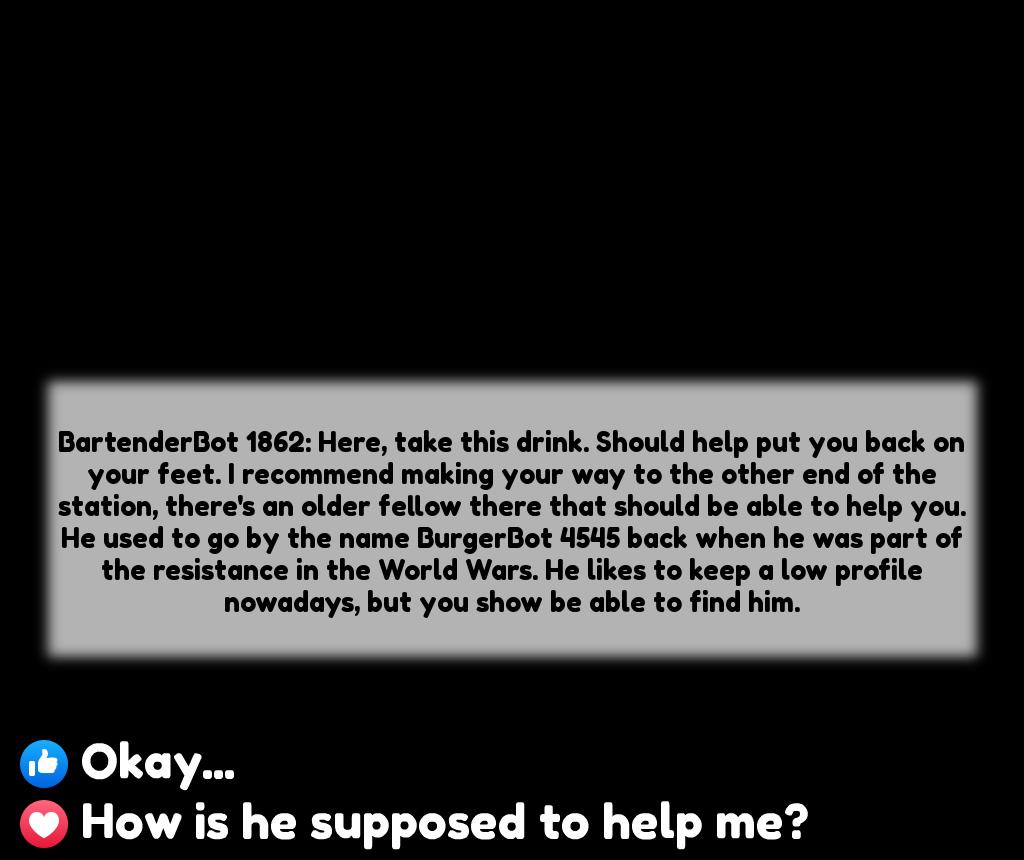 BartenderBot 1862: Here, take this drink. Should help put you back on
your feet. I recommend making your way to the other end of the
station, there's an older fellow there that should be able to help you.
He used to go by the name BurgerBot 4545 back when he was part of
the resistance in the World Wars. He likes to keep a low profile
nowadays, but you show be able to find him.
Okay...
How is he supposed to help me?